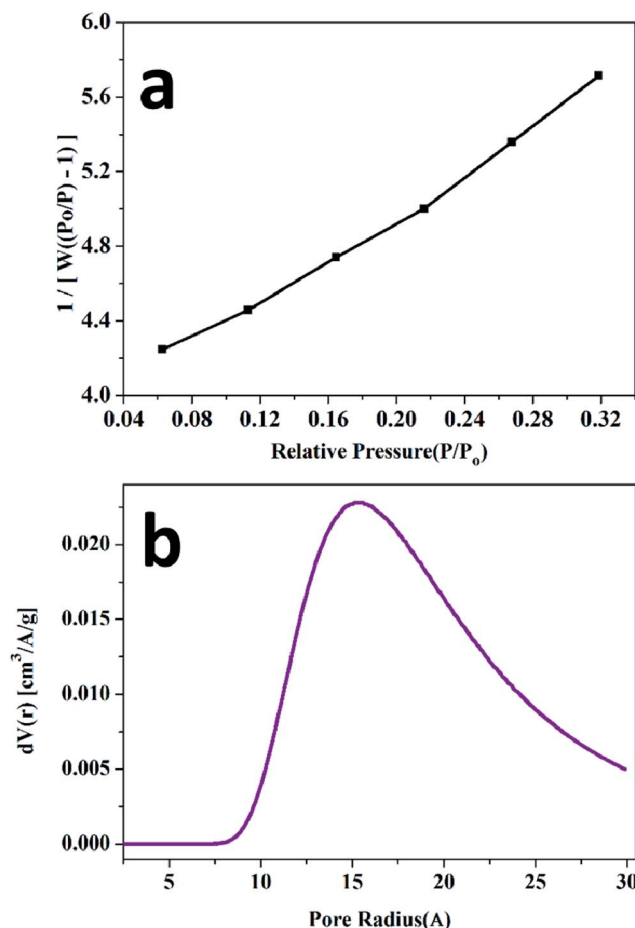 a
6.0
5.6
5.2
4.8
4.4
4.0
1 / [ W((Po/P) - 1) ]
0.04 0.08 0.12 0.16 0.20 0.24 0.28 0.32
Relative Pressure(P/Po)
b
0.020
0.015
0.010
0.005
0.000
dV(r) [cm³/A/g]
5 10 15 20 25 30
Pore Radius(A)